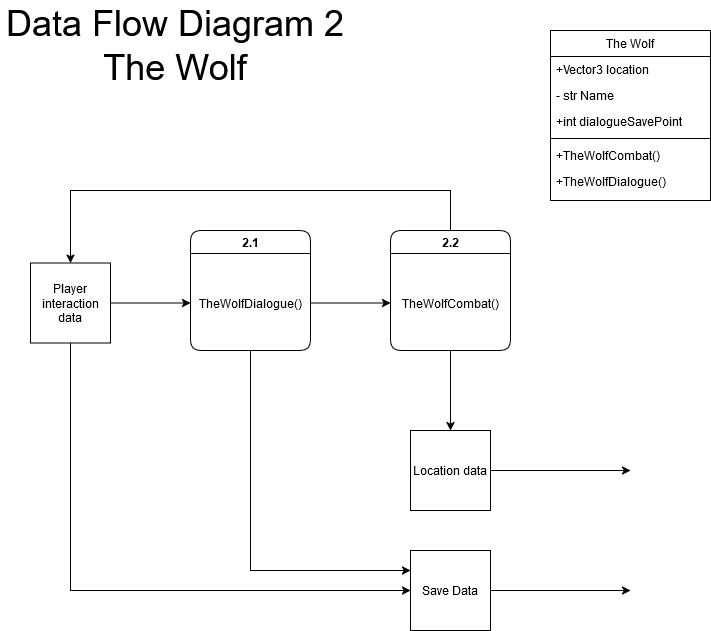 Data Flow Diagram 2
The Wolf
The Wolf
+Vector3 location
- str Name
+int dialogueSavePoint
+TheWolfCombat()
+TheWolfDialogue()
2.1
2.2
Player
interaction
data
TheWolfDialogue()
TheWolfCombat()
Location data
Save Data